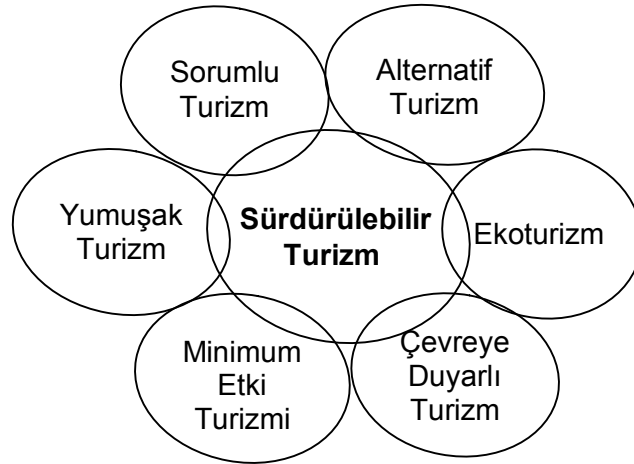 Sorumlu
Turizm
Alternatif
Turizm
Yumuşak
Turizm
Sürdürülebilir
Turizm
Ekoturizm
Minimum
Etki
Turizmi
Çevreye
Duyarlı
Turizm